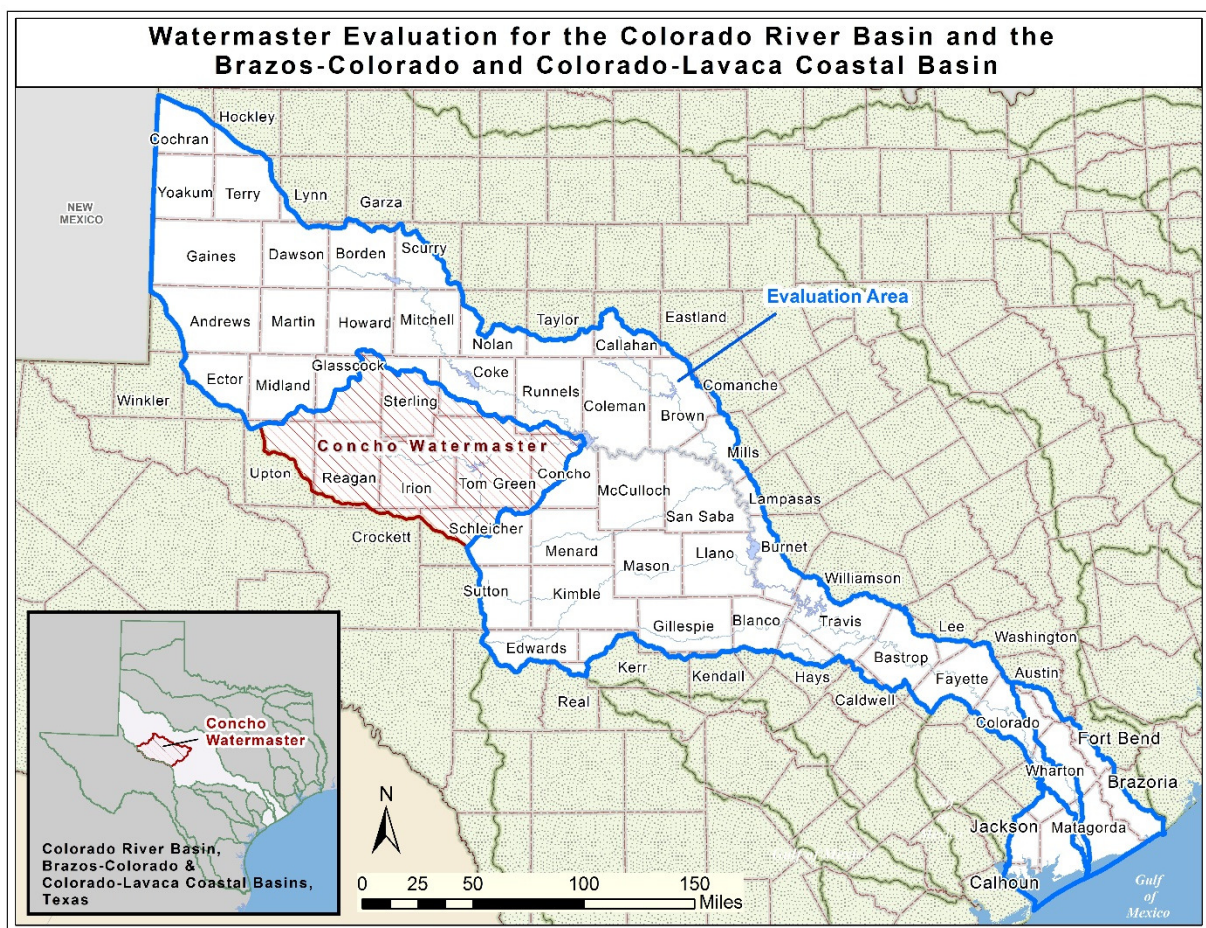 Watermaster Evaluation for the Colorado River Basin and the
Brazos-Colorado and Colorado-Lavaca Coastal Basin
Hockley
Cochran
NEW
MEXICO
Yoakum
Terry
Lynn
Garza
Gaines
Dawson
Borden
Scurry
Evaluation Area
Andrews
Martin
Howard
Mitchell
Nolan
Taylor
Callahan
Eastland
Winkler
Ector
Midland
Glasscock
Sterling
Coke
Runnels
Coleman
Brown
Comanche
Concho Watermaster
Upton
Reagan
Irion
Tom Green
Concho
McCulloch
Mills
Lampasas
San Saba
Crockett
Schleicher
Menard
Mason
Llano
Burnet
Sutton
Kimble
Williamson
Gillespie
Blanco
Travis
Lee
Washington
Edwards
Kerr
Kendall
Hays
Bastrop
Fayette
Austin
Real
Caldwell
Colorado
Fort Bend
Wharton
Brazoria
Jackson
Matagorda
Calhoun
Gulf
of
Mexico
Concho
Watermaster
Colorado River Basin,
Brazos-Colorado &
Colorado-Lavaca Coastal Basins,
Texas
N
0 25 50 100 150
Miles